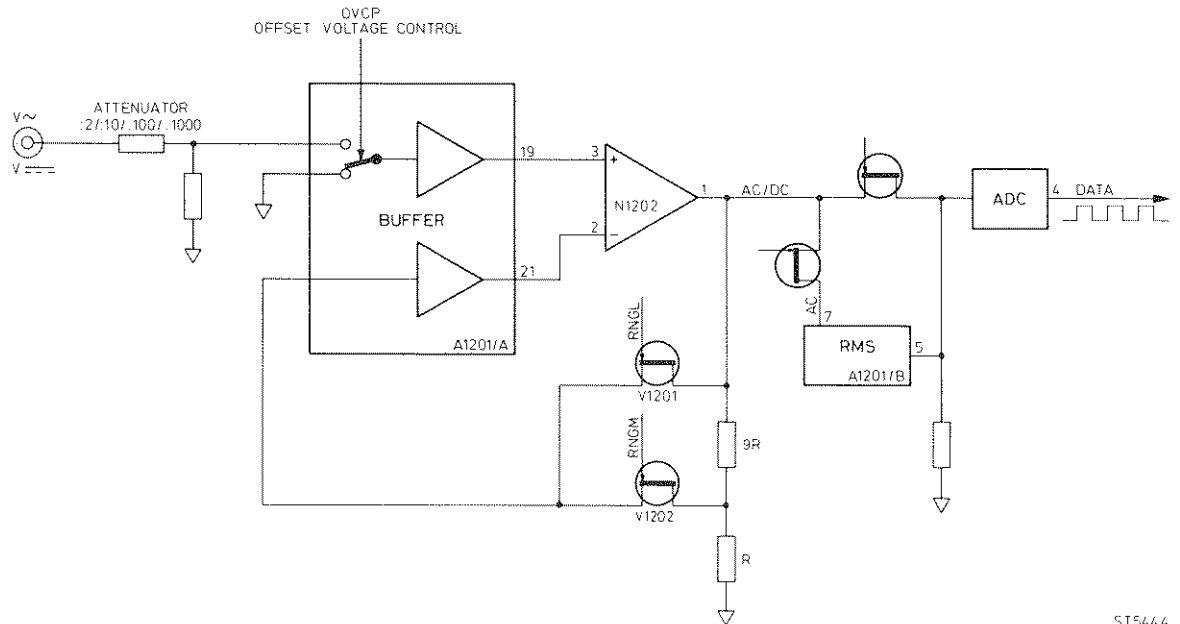 OVCP
OFFSET VOLTAGE CONTROL
V~
ATTENUATOR
:2/:10/.100/.1000
V
19
3
+
N1202
1
AC/DC
ADC
4
DATA
BUFFER
2
−
21
AC
7
RMS
5
A1201/B
A1201/A
RNGL
V1201
9R
RNGM
V1202
R
ST5444